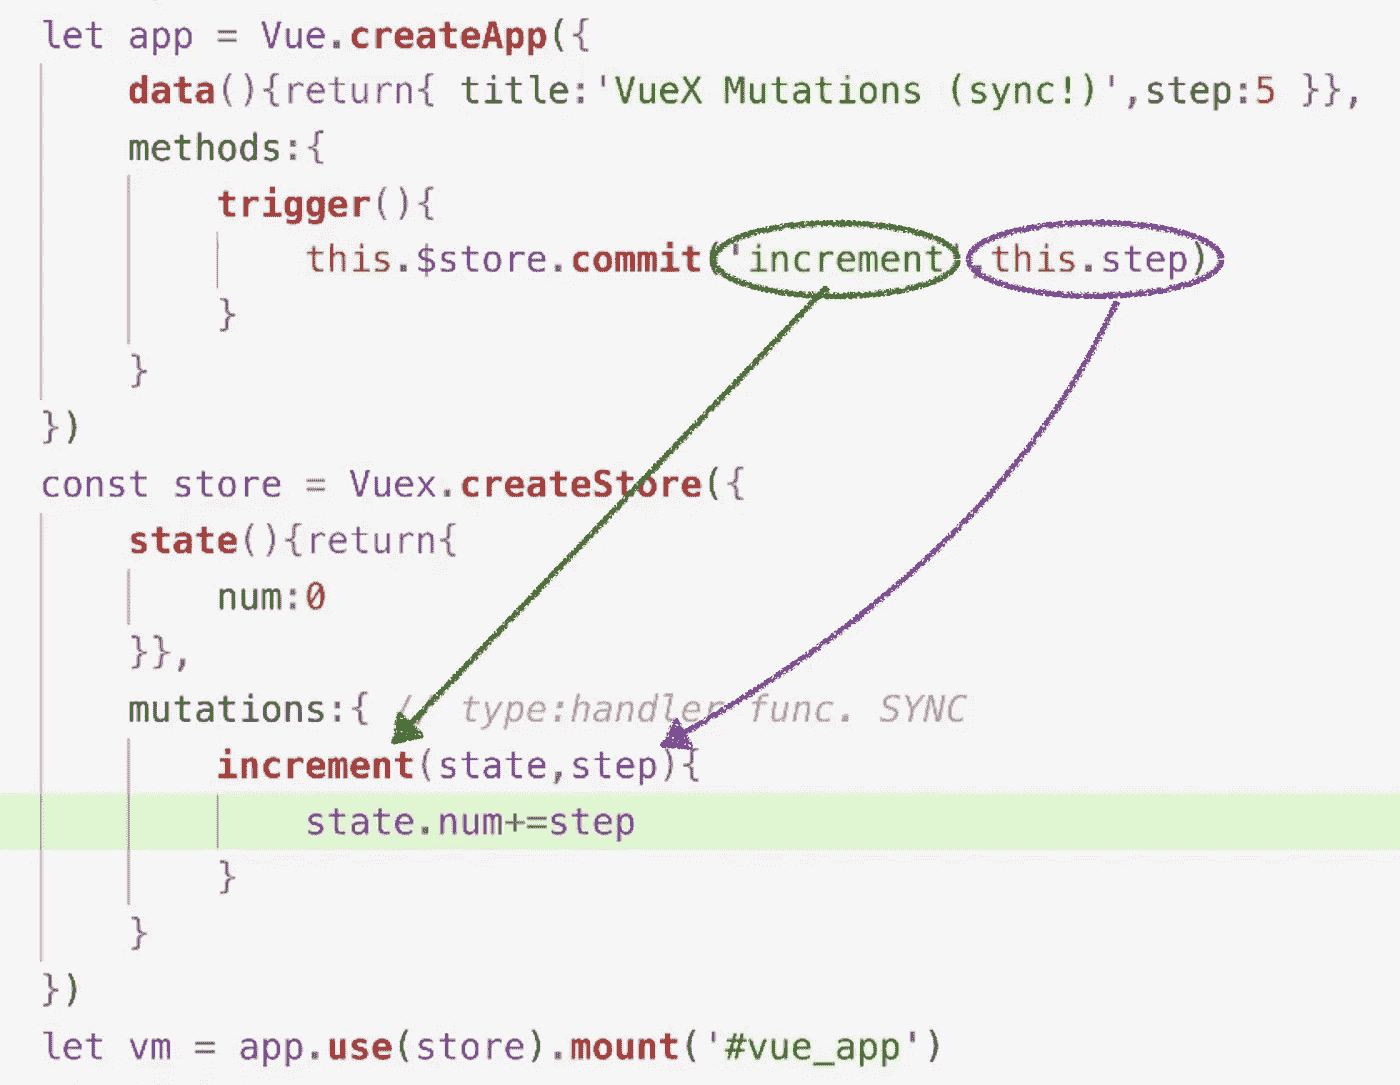 let app = Vue.createApp({
    data(){return{ title:'VueX Mutations (sync!)',step:5 }},
    methods:{
        trigger(){
            this.$store.commit('increment',this.step)
        }
    }
})
const store = Vuex.createStore({
    state(){return{
        num:0
    }},
    mutations:{ // type:handler func. SYNC
        increment(state,step){
            state.num+=step
        }
    }
})
let vm = app.use(store).mount('#vue_app')